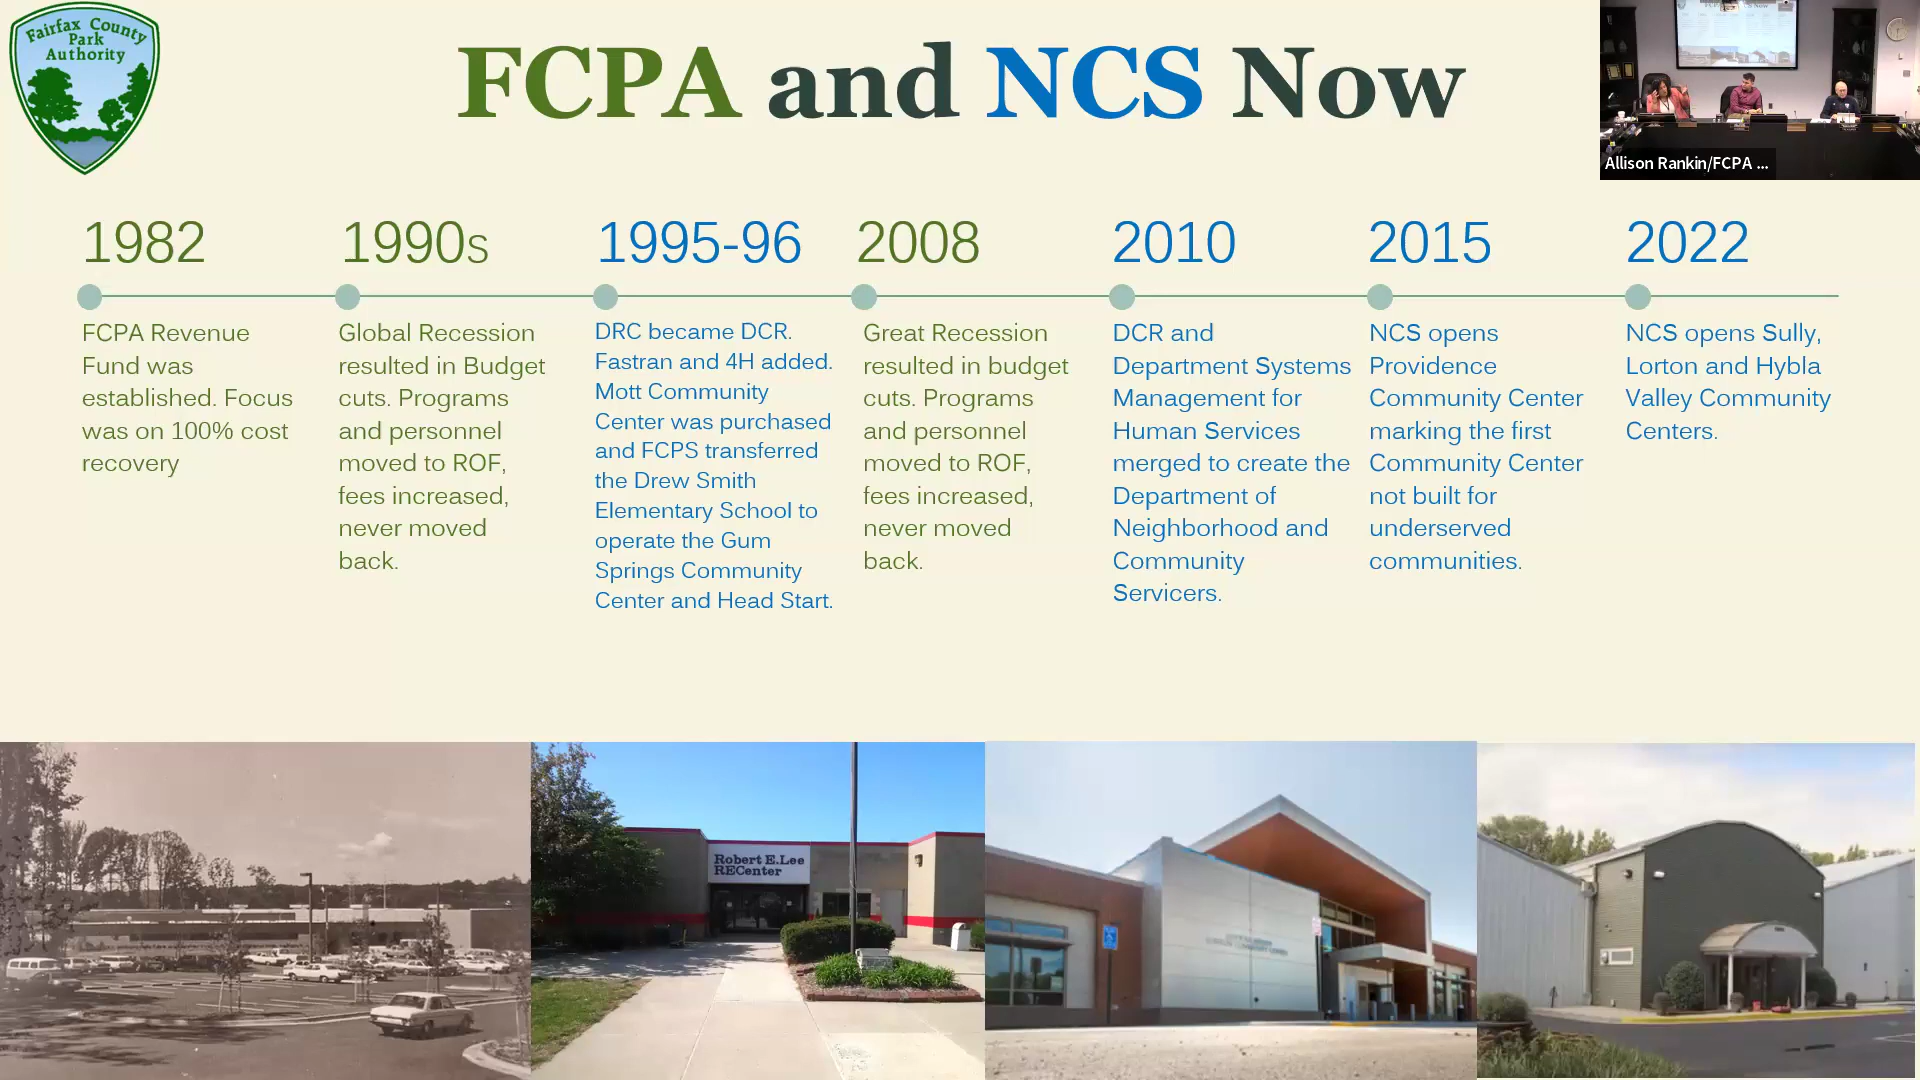 Fairfax County
Park
Authority
FCPA and NCS Now
Allison Rankin/FCPA ...
1982
FCPA Revenue
Fund was
established. Focus
was on 100% cost
recovery
1990s
Global Recession
resulted in Budget
cuts. Programs
and personnel
moved to ROF,
fees increased,
never moved
back.
1995-96
DRC became DCR.
Fastran and 4H added.
Mott Community
Center was purchased
and FCPS transferred
the Drew Smith
Elementary School to
operate the Gum
Springs Community
Center and Head Start.
2008
Great Recession
resulted in budget
cuts. Programs
and personnel
moved to ROF,
fees increased,
never moved
back.
2010
DCR and
Department Systems
Management for
Human Services
merged to create the
Department of
Neighborhood and
Community
Servicers.
2015
NCS opens
Providence
Community Center
marking the first
Community Center
not built for
underserved
communities.
2022
NCS opens Sully,
Lorton and Hybla
Valley Community
Centers.
Robert E. Lee
RECenter